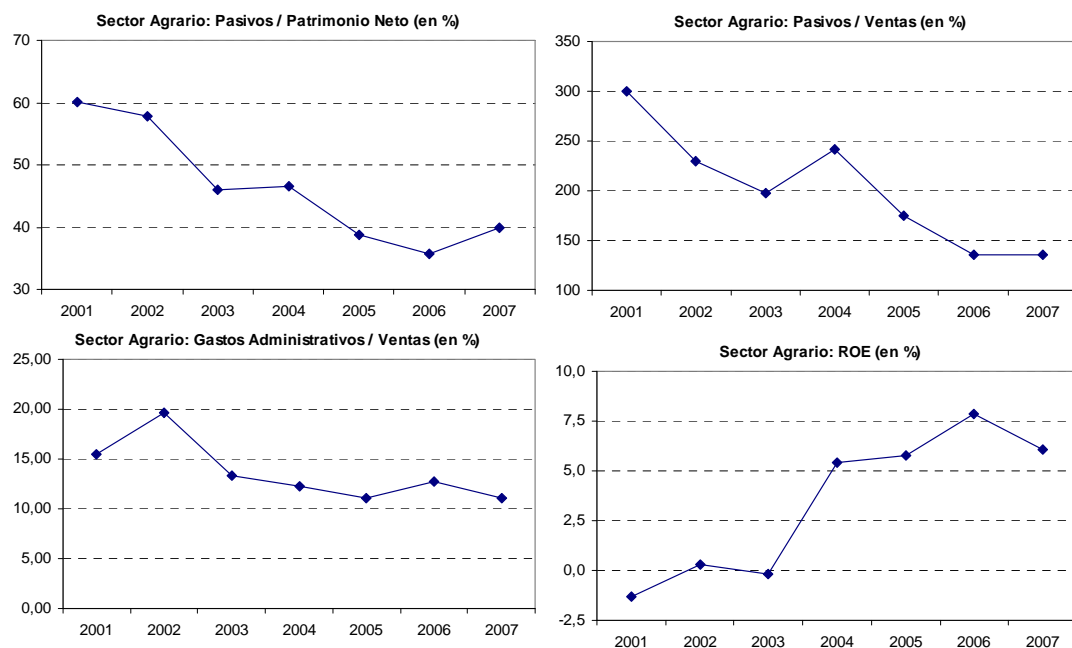 Sector Agrario: Pasivos / Patrimonio Neto (en %)
70
60
50
40
30
2001 2002 2003 2004 2005 2006 2007
Sector Agrario: Pasivos / Ventas (en %)
350
300
250
200
150
100
2001 2002 2003 2004 2005 2006 2007
Sector Agrario: Gastos Administrativos / Ventas (en %)
25,00
20,00
15,00
10,00
5,00
0,00
2001 2002 2003 2004 2005 2006 2007
Sector Agrario: ROE (en %)
10,0
7,5
5,0
2,5
0,0
-2,5
2001 2002 2003 2004 2005 2006 2007